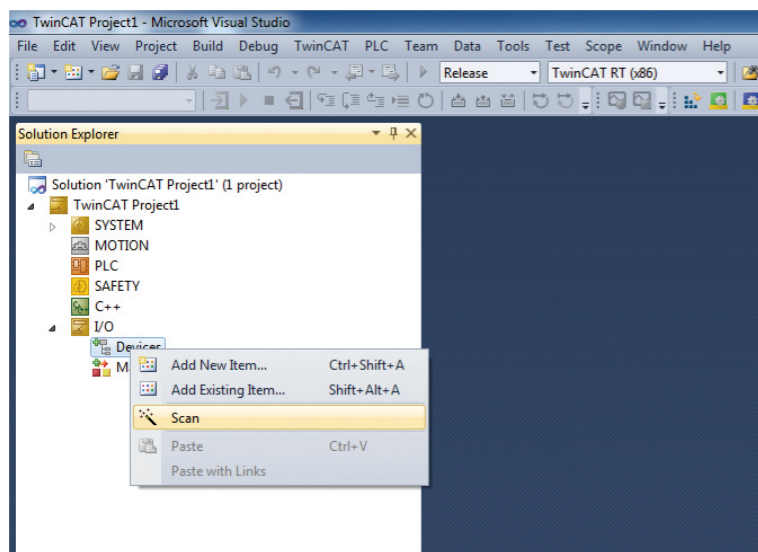 TwinCAT Project1 - Microsoft Visual Studio
File Edit View Project Build Debug TwinCAT PLC Team Data Tools Test Scope Window Help
Release TwinCAT RT (x86)
Solution Explorer
Solution 'TwinCAT Project1' (1 project)
TwinCAT Project1
SYSTEM
MOTION
PLC
SAFETY
C++
I/O
Devices
M
Add New Item... Ctrl+Shift+A
Add Existing Item... Shift+Alt+A
Scan
Paste Ctrl+V
Paste with Links